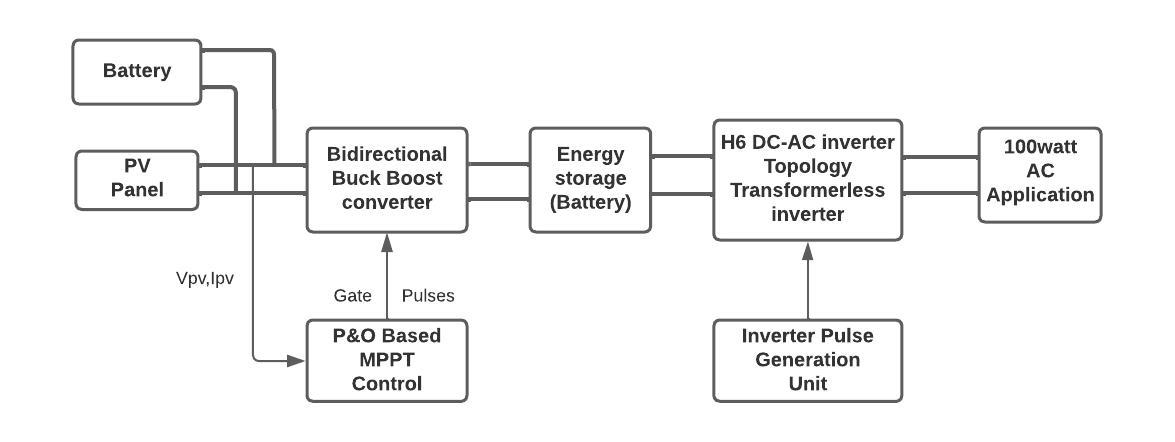 Battery
PV
Panel
Bidirectional
Buck Boost
converter
Energy
storage
(Battery)
H6 DC-AC inverter
Topology
Transformerless
inverter
100watt
AC
Application
Vpv,Ipv
Gate Pulses
P&O Based
MPPT
Control
Inverter Pulse
Generation
Unit